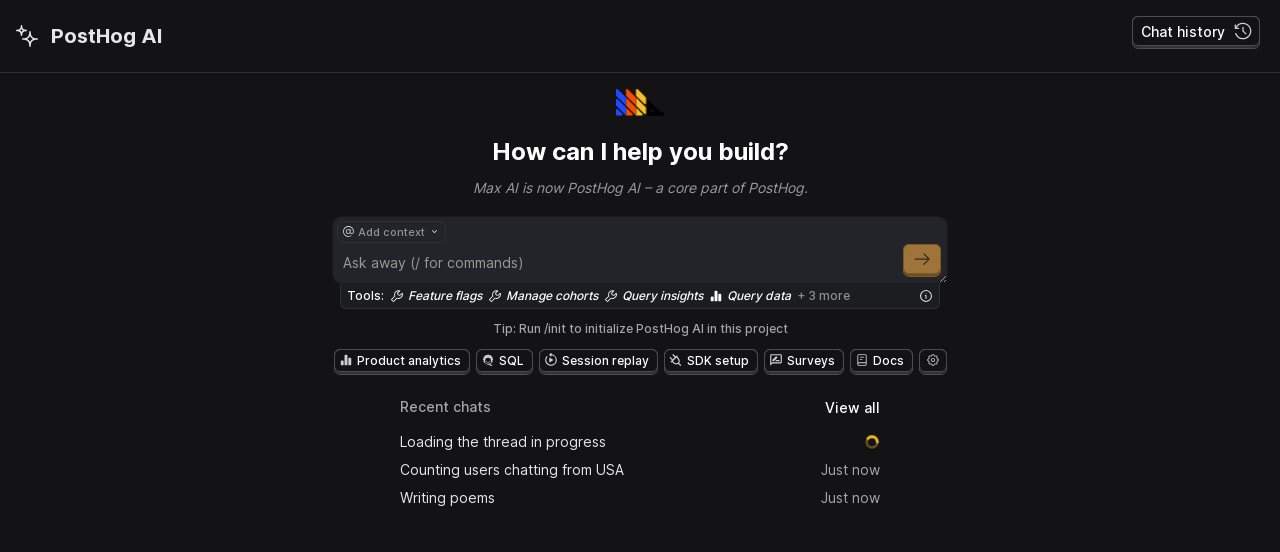 PostHog AI
Chat history
How can I help you build?
Max AI is now PostHog AI – a core part of PostHog.
@ Add context
Ask away (/ for commands)
Tools: Feature flags Manage cohorts Query insights Query data + 3 more
Tip: Run /init to initialize PostHog AI in this project
Product analytics SQL Session replay SDK setup Surveys Docs
Recent chats View all
Loading the thread in progress
Counting users chatting from USA Just now
Writing poems Just now